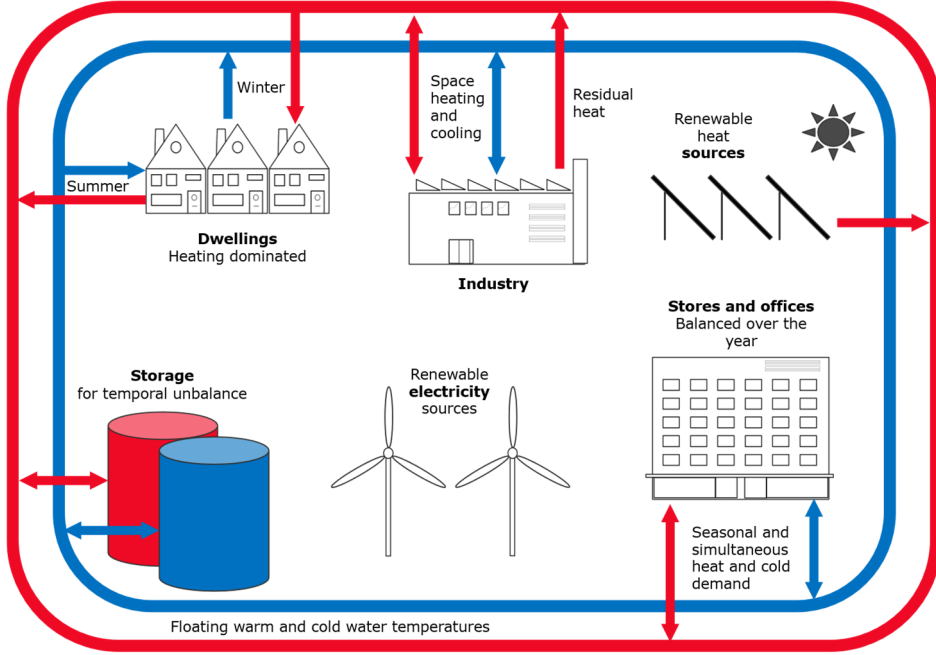 Winter
Summer
Dwellings
Heating dominated
Space
heating
and
cooling
Residual
heat
Industry
Renewable
heat
sources
Stores and offices
Balanced over the
year
Storage
for temporal unbalance
Renewable
electricity
sources
Seasonal and
simultaneous
heat and cold
demand
Floating warm and cold water temperatures